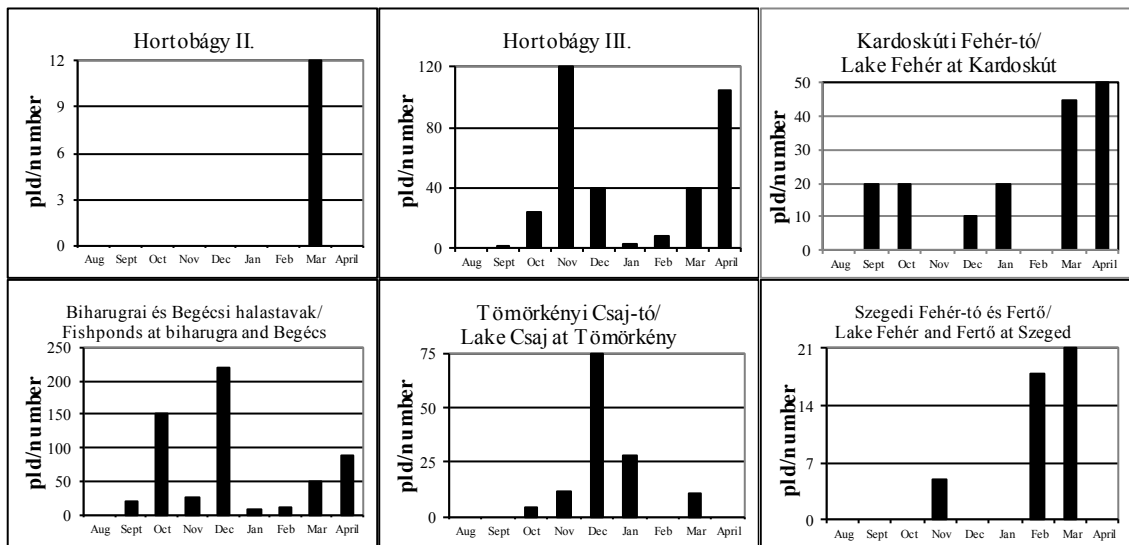 Hortobágy II.
pld/number
12
9
6
3
0
Aug Sept Oct Nov Dec Jan Feb Mar April
Hortobágy III.
pld/number
120
80
40
0
Aug Sept Oct Nov Dec Jan Feb Mar April
Kardoskúti Fehér-tó/
Lake Fehér at Kardoskút
pld/number
50
40
30
20
10
0
Aug Sept Oct Nov Dec Jan Feb Mar April
Biharugrai és Begécsi halastavak/
Fishponds at biharugra and Begécs
pld/number
250
200
150
100
50
0
Aug Sept Oct Nov Dec Jan Feb Mar April
Tömörkényi Csaj-tó/
Lake Csaj at Tömörkény
pld/number
75
50
25
0
Aug Sept Oct Nov Dec Jan Feb Mar April
Szegedi Fehér-tó és Fertő/
Lake Fehér and Fertő at Szeged
pld/number
21
14
7
0
Aug Sept Oct Nov Dec Jan Feb Mar April